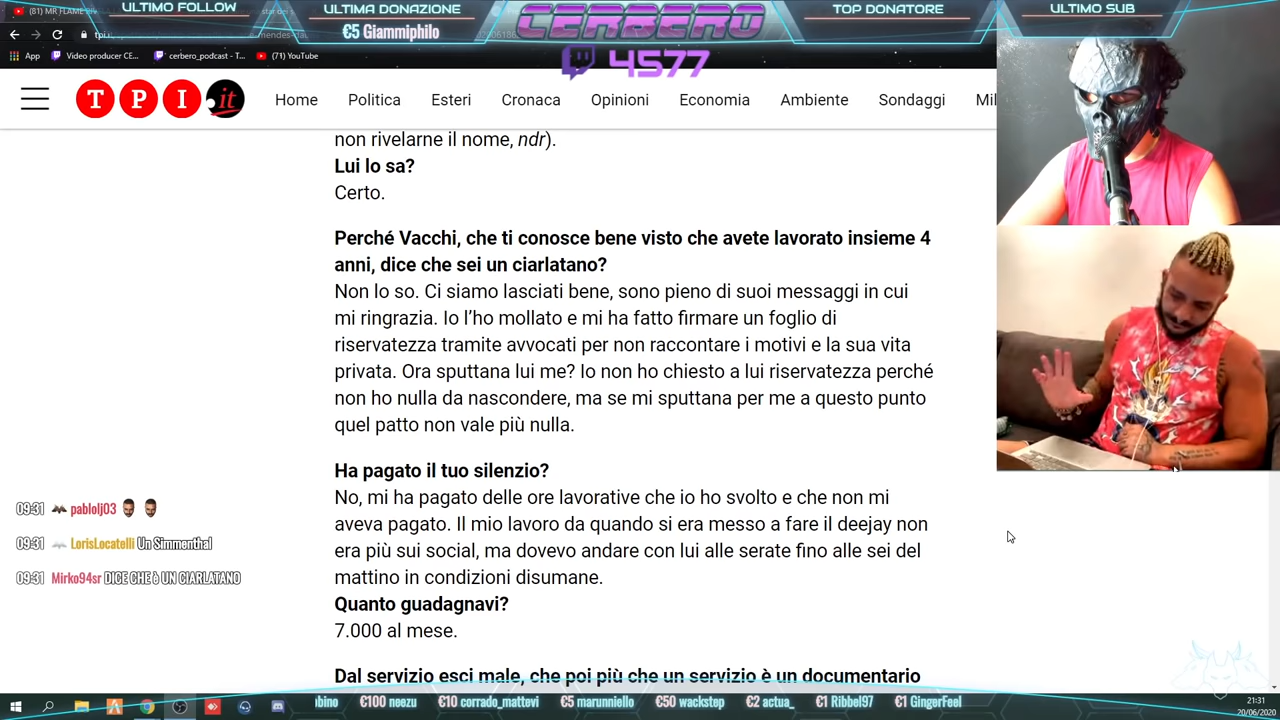 (81) MR FLAME
ULTIMO FOLLOW
ULTIMA DONAZIONE
€5 Giammiphilo
CERBERO
4577
TOP DONATORE
ULTIMO SUB
App
Video producer CE...
cerbero_podcast - T...
(71) YouTube
TPI.it
Home
Politica
Esteri
Cronaca
Opinioni
Economia
Ambiente
Sondaggi
non rivelarne il nome, ndr).
Lui lo sa?
Certo.
Perché Vacchi, che ti conosce bene visto che avete lavorato insieme 4
anni, dice che sei un ciarlatano?
Non lo so. Ci siamo lasciati bene, sono pieno di suoi messaggi in cui
mi ringrazia. Io l’ho mollato e mi ha fatto firmare un foglio di
riservatezza tramite avvocati per non raccontare i motivi e la sua vita
privata. Ora sputtana lui me? Io non ho chiesto a lui riservatezza perché
non ho nulla da nascondere, ma se mi sputtana per me a questo punto
quel patto non vale più nulla.
Ha pagato il tuo silenzio?
No, mi ha pagato delle ore lavorative che io ho svolto e che non mi
aveva pagato. Il mio lavoro da quando si era messo a fare il deejay non
era più sui social, ma dovevo andare con lui alle serate fino alle sei del
mattino in condizioni disumane.
Quanto guadagnavi?
7.000 al mese.
Dal servizio esci male, che poi più che un servizio è un documentario
09:31 pablolj03
09:31 LorisLocatelli Un Simmenthal
09:31 Mirko94sr DICE CHE è UN CIARLATANO
bino €100 neezu €10 corrado_mattevi €5 marunniello €50 wackstep €2 actua_ €1 Ribbel97 €1 GingerFeel
21:31
20/06/2020